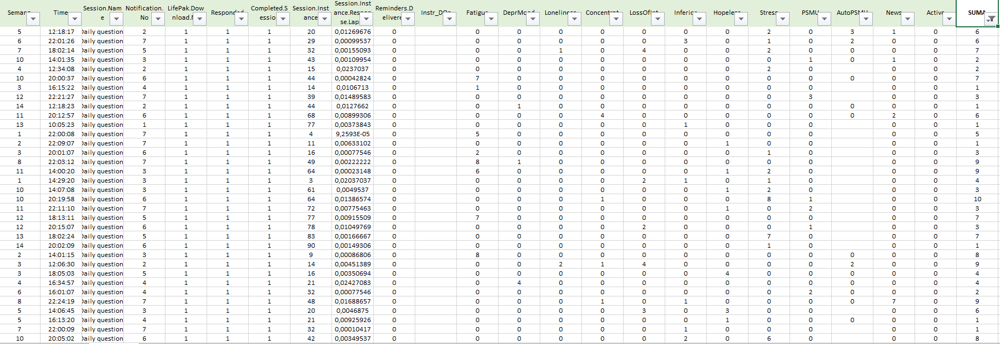 Seman Time Session.Nam e Notification. No LifePak.Dow nload.N Responded Completed.S essio Session.Inst ance Session.Inst ance.Respon se.Lap Reminders.D elivere Instr_DQs Fatigue DeprMood Loneliness Concentrat LossOfInt Inferior Hopeless Stress PSMU AutoPSMU News Active SUMA
5 12:18:17 Daily question 2 1 1 1 20 0,01269676 0 0 0 0 0 0 0 0 2 0 3 1 0 6
6 22:01:26 Daily question 7 1 1 1 29 0,00099537 0 0 0 0 0 0 3 0 1 0 2 0 0 6
7 18:02:14 Daily question 5 1 1 1 32 0,00155093 0 0 0 1 0 4 0 0 2 0 0 0 0 7
10 14:01:35 Daily question 3 1 1 1 43 0,00109954 0 0 0 0 0 0 0 0 0 1 0 1 0 2
4 12:34:08 Daily question 2 1 1 1 15 0,0237037 0 0 0 0 0 0 0 0 2 0 0 0 2
10 20:00:37 Daily question 6 1 1 1 44 0,00042824 0 7 0 0 0 0 0 0 0 0 0 0 0 7
3 16:15:22 Daily question 4 1 1 1 14 0,0106713 0 1 0 0 0 0 0 0 0 0 0 0 1
12 22:21:27 Daily question 7 1 1 1 39 0,01489583 0 0 0 0 0 0 0 0 0 3 0 0 3
14 12:18:23 Daily question 2 1 1 1 44 0,0127662 0 0 1 0 0 0 0 0 0 0 0 0 0 1
11 20:12:57 Daily question 6 1 1 1 68 0,00899306 0 0 0 0 4 0 0 0 0 0 0 2 0 6
13 10:05:23 Daily question 1 1 1 1 77 0,00373843 0 0 0 0 0 0 1 0 0 0 0 0 1
1 22:00:08 Daily question 7 1 1 1 4 9,2593E-05 0 5 0 0 0 0 0 0 0 0 0 0 5
2 22:09:07 Daily question 7 1 1 1 11 0,00633102 0 0 0 0 0 0 0 1 0 0 0 0 1
3 20:01:07 Daily question 6 1 1 1 16 0,00077546 0 2 0 0 0 0 0 0 1 0 0 0 3
8 22:03:12 Daily question 7 1 1 1 49 0,00222222 0 8 1 0 0 0 0 0 0 0 0 0 9
11 14:00:20 Daily question 3 1 1 1 64 0,00023148 0 6 0 0 0 0 0 1 2 0 0 0 9
1 14:29:20 Daily question 3 1 1 1 3 0,02037037 0 0 0 0 0 2 1 0 1 0 0 0 4
10 14:07:08 Daily question 3 1 1 1 61 0,0049537 0 0 0 0 0 0 0 1 2 0 0 0 3
10 20:19:58 Daily question 6 1 1 1 64 0,01386574 0 0 0 0 1 0 0 0 8 1 0 0 10
11 22:11:10 Daily question 7 1 1 1 72 0,00775463 0 0 0 0 0 0 0 1 0 2 0 0 3
12 18:13:11 Daily question 5 1 1 1 77 0,00915509 0 7 0 0 0 0 0 0 0 0 0 0 7
12 20:15:07 Daily question 6 1 1 1 78 0,01049769 0 0 0 0 0 2 0 0 0 1 0 0 3
13 18:02:24 Daily question 5 1 1 1 83 0,00166667 0 0 0 0 0 0 0 0 7 0 0 0 7
14 20:02:09 Daily question 6 1 1 1 90 0,00149306 0 0 0 0 0 0 0 0 1 0 0 0 1
2 14:01:15 Daily question 3 1 1 1 9 0,00086806 0 8 0 0 0 0 0 0 0 0 0 0 0 8
3 12:06:30 Daily question 2 1 1 1 14 0,00451389 0 0 0 2 1 4 0 0 0 0 2 0 0 9
3 18:05:03 Daily question 5 1 1 1 16 0,00350694 0 0 0 0 0 0 0 4 0 0 0 0 0 4
4 16:34:57 Daily question 4 1 1 1 21 0,02427083 0 0 4 0 0 0 0 0 0 0 0 0 0 4
6 16:01:07 Daily question 4 1 1 1 32 0,00077546 0 0 0 0 0 0 0 0 0 2 0 0 0 2
8 22:24:19 Daily question 7 1 1 1 48 0,01688657 0 0 0 0 1 0 1 0 0 0 0 7 0 9
5 14:06:45 Daily question 3 1 1 1 20 0,0046875 0 0 0 0 0 3 0 3 0 0 0 0 6
5 16:13:20 Daily question 4 1 1 1 21 0,00925926 0 0 0 0 0 0 0 1 0 0 0 0 0 1
7 22:00:09 Daily question 7 1 1 1 32 0,00010417 0 0 0 0 0 0 1 0 0 0 0 0 1
10 20:05:02 Daily question 6 1 1 1 42 0,00349537 0 0 0 0 0 0 2 0 6 0 0 0 8